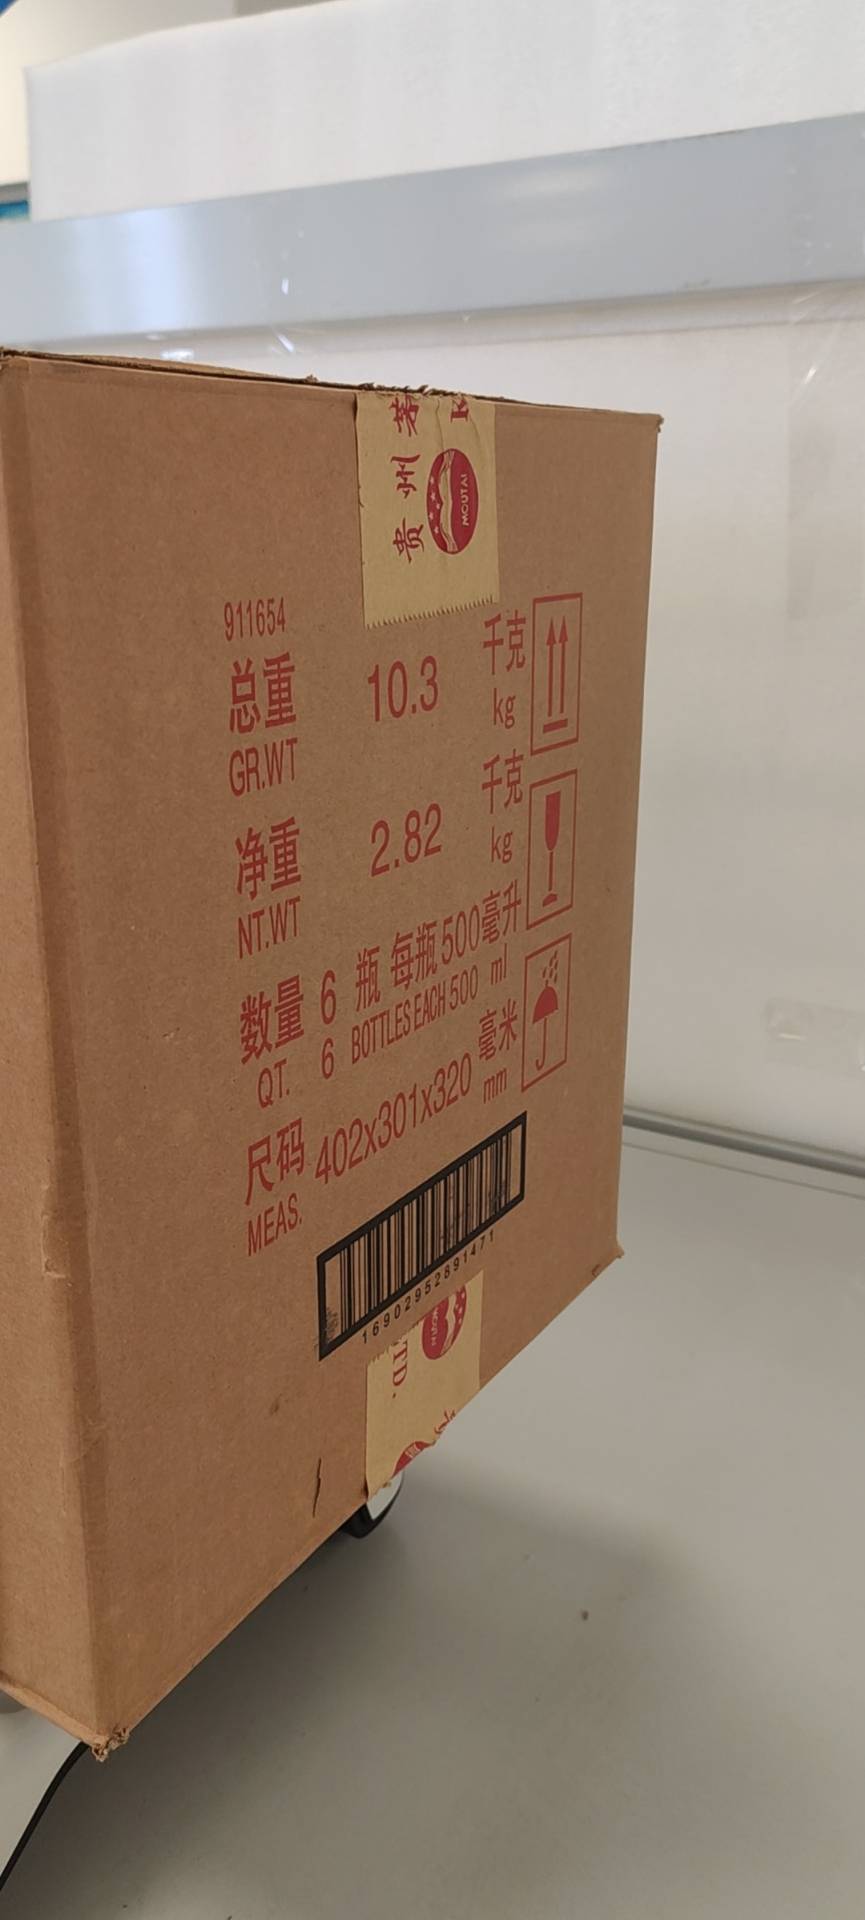 贵州茅
MOUTAI
911654
总重 10.3 千克
GR.WT kg
净重 2.82 千克
NT.WT kg
数量 6 瓶 每瓶500毫升
QT. 6 BOTTLES EACH 500 ml
尺码 402x301x320 毫米
MEAS. mm
16902952891471
LTD.